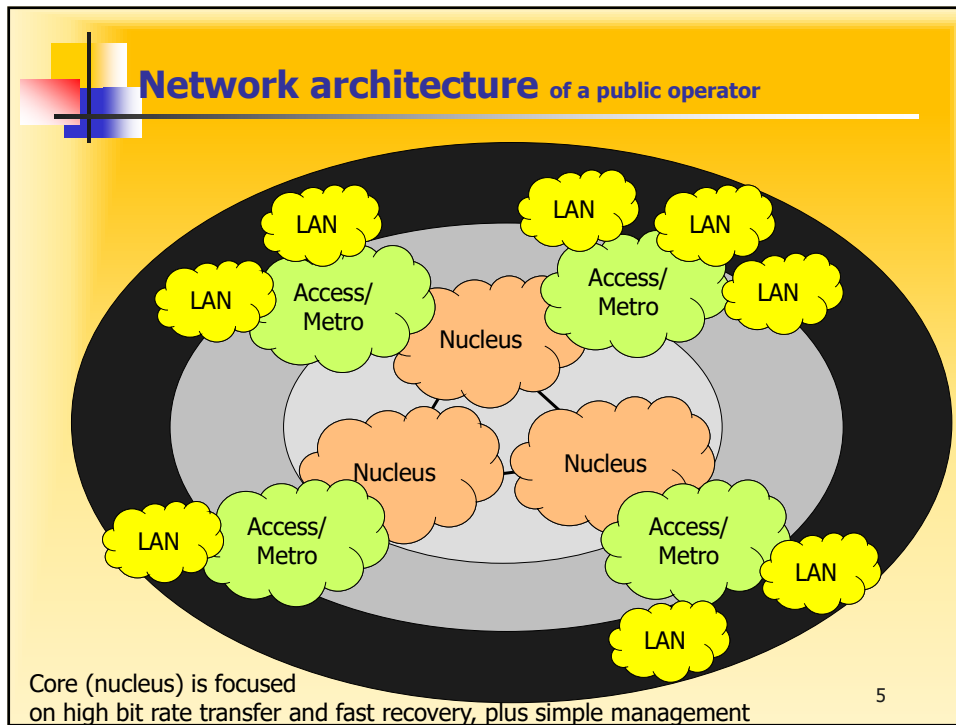 Network architecture of a public operator
LAN
LAN
LAN
LAN
LAN
Access/
Metro
Access/
Metro
Nucleus
Nucleus
Nucleus
Access/
Metro
Access/
Metro
LAN
LAN
LAN
Core (nucleus) is focused
on high bit rate transfer and fast recovery, plus simple management
5